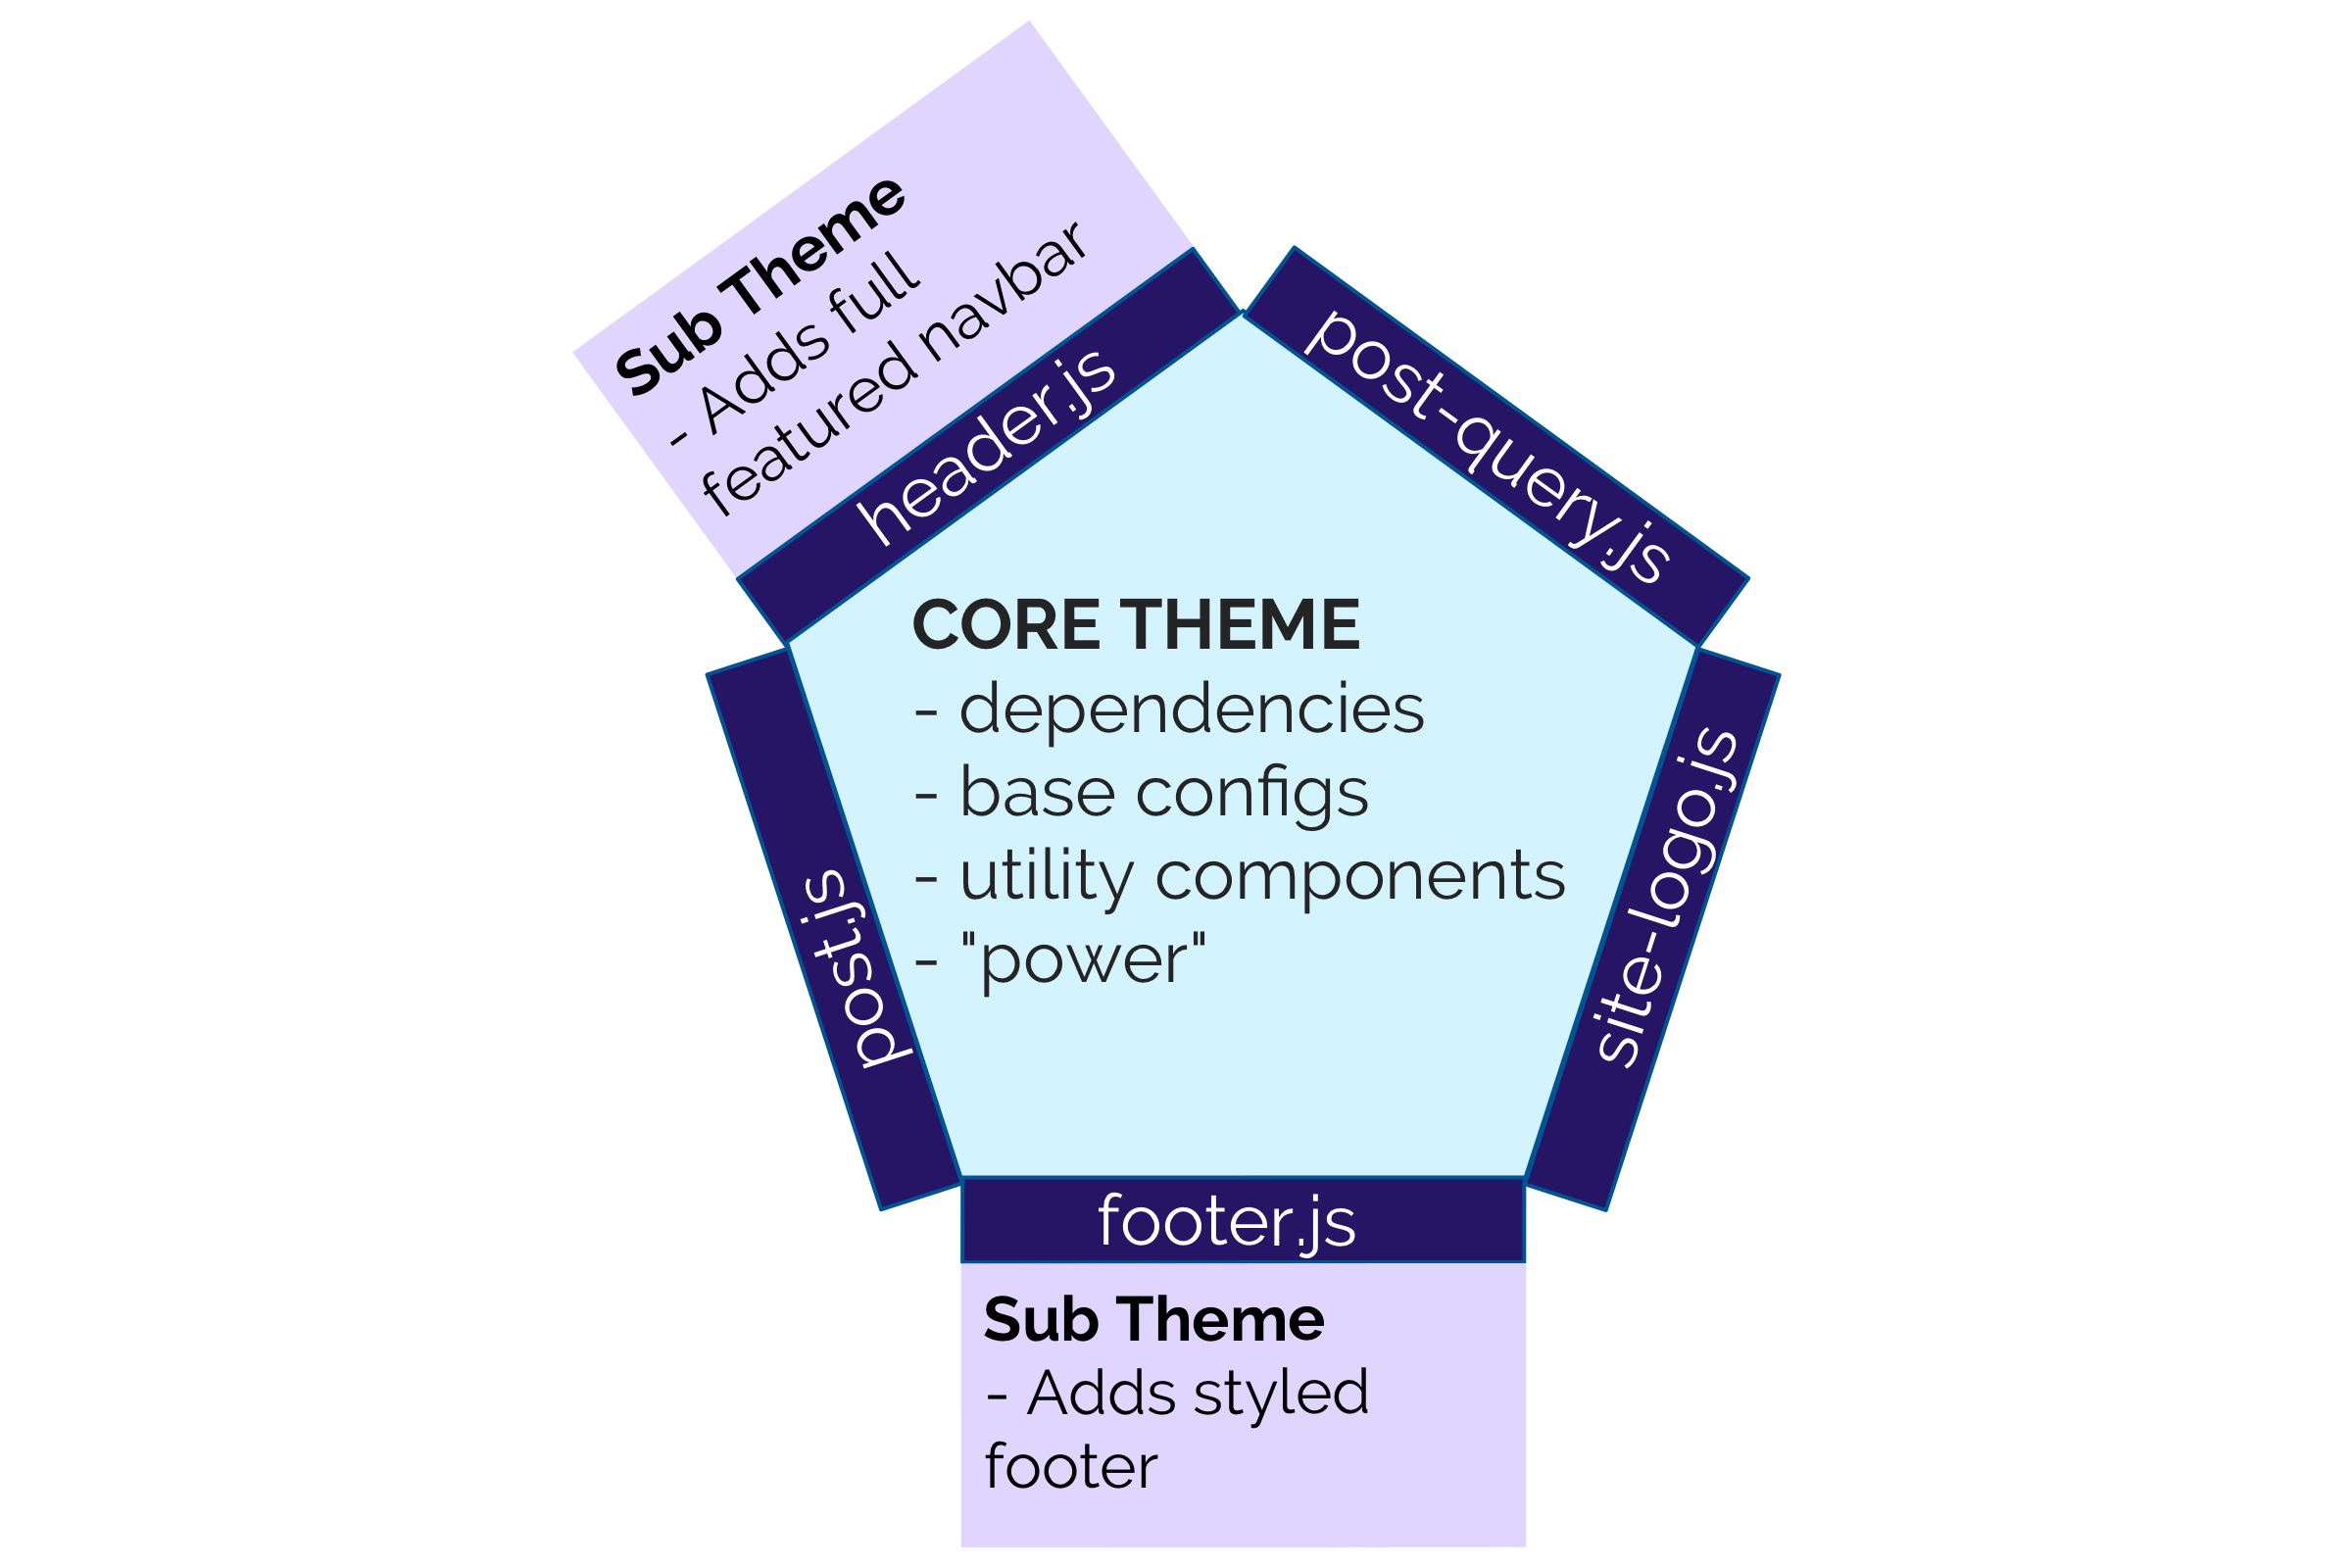 Sub Theme
- Adds full
featured navbar
header.js
post-query.js
CORE THEME
- dependencies
- base configs
- utility components
- "power"
post.js
site-logo.js
footer.js
Sub Theme
- Adds styled
footer